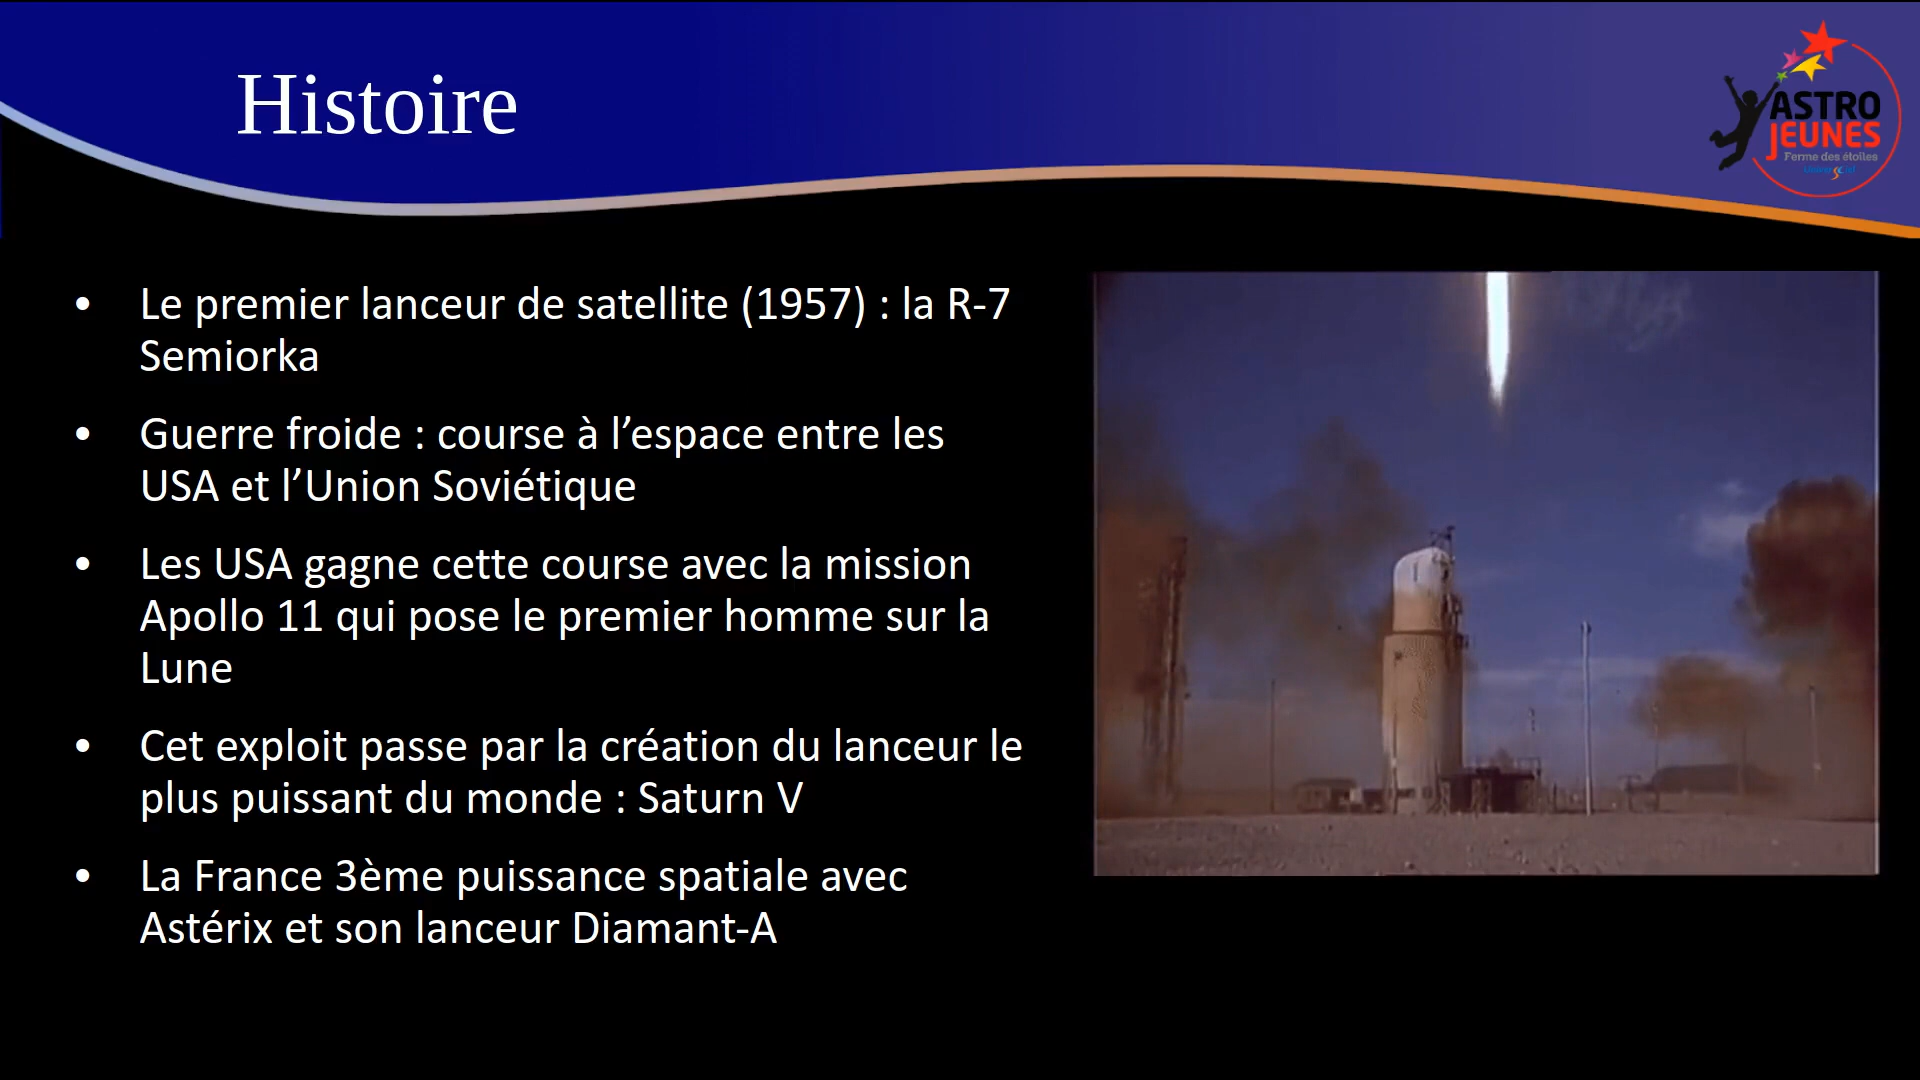 Histoire
ASTRO
JEUNES
Ferme des étoiles
• Le premier lanceur de satellite (1957) : la R-7
Semiorka
• Guerre froide : course à l’espace entre les
USA et l’Union Soviétique
• Les USA gagne cette course avec la mission
Apollo 11 qui pose le premier homme sur la
Lune
• Cet exploit passe par la création du lanceur le
plus puissant du monde : Saturn V
• La France 3ème puissance spatiale avec
Astérix et son lanceur Diamant-A